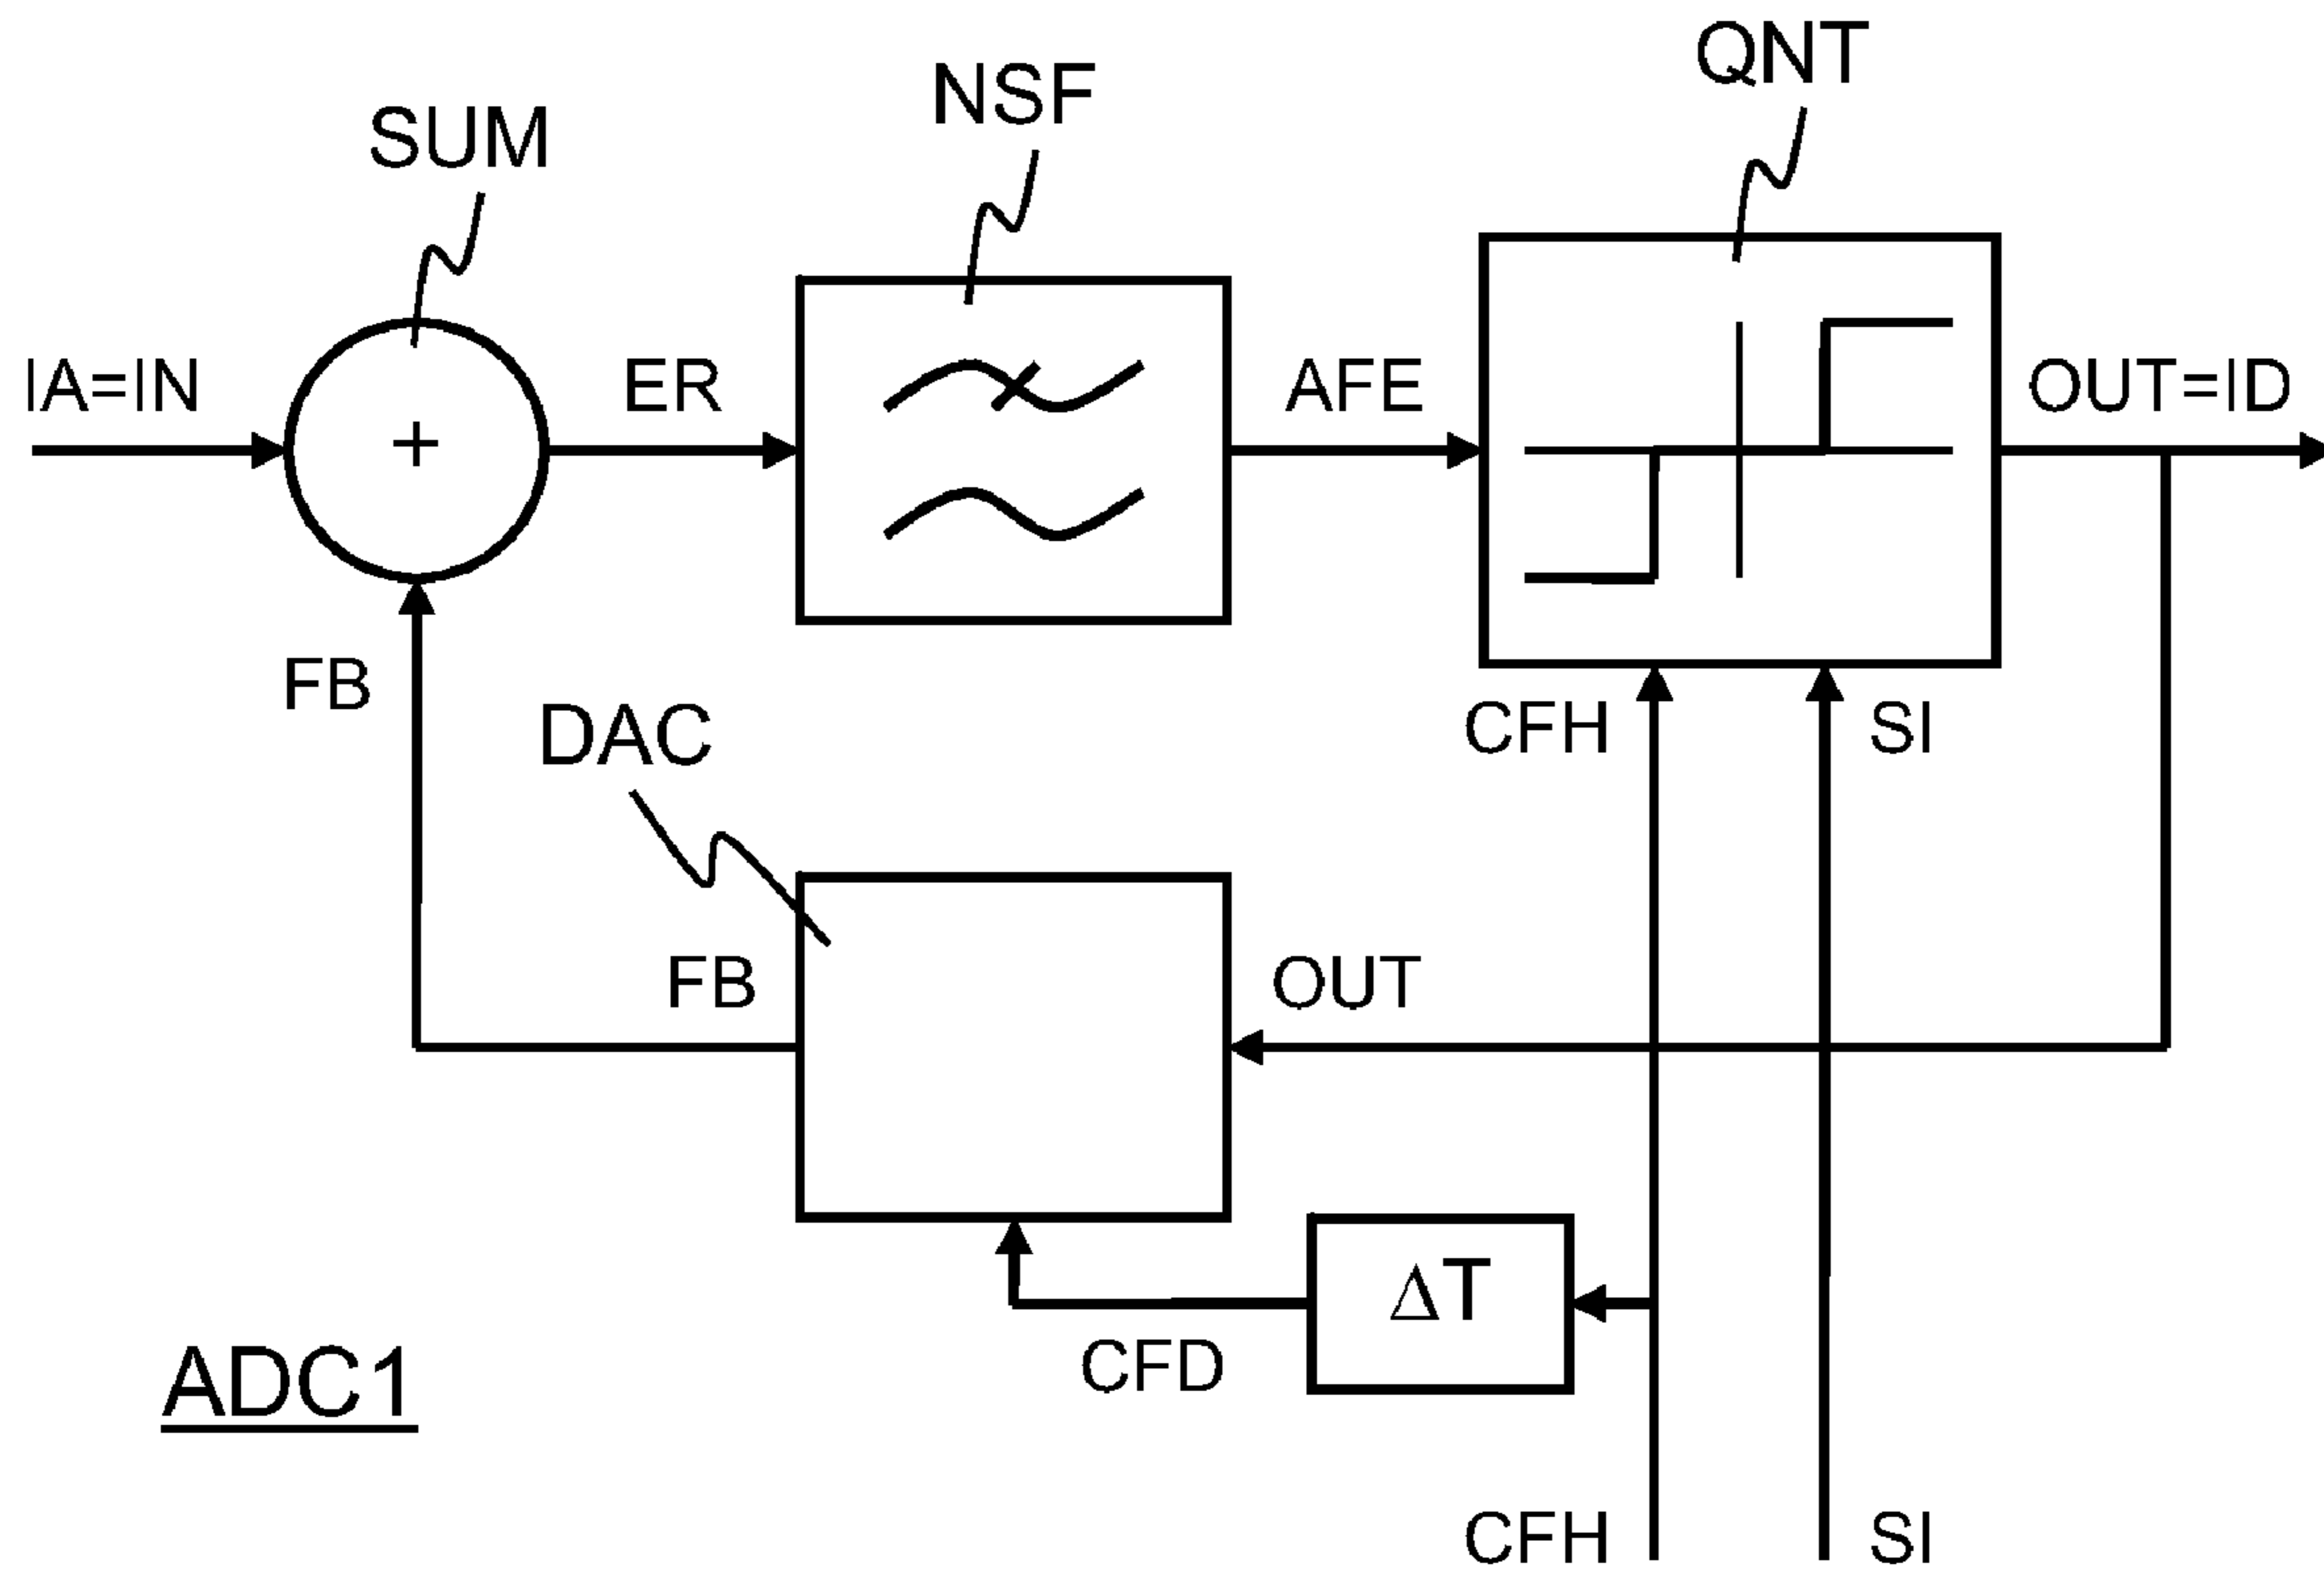 QNT
NSF
SUM
IA=IN
+
ER
AFE
OUT=ID
FB
DAC
CFH
SI
FB
OUT
ΔT
CFD
ADC1
CFH
SI